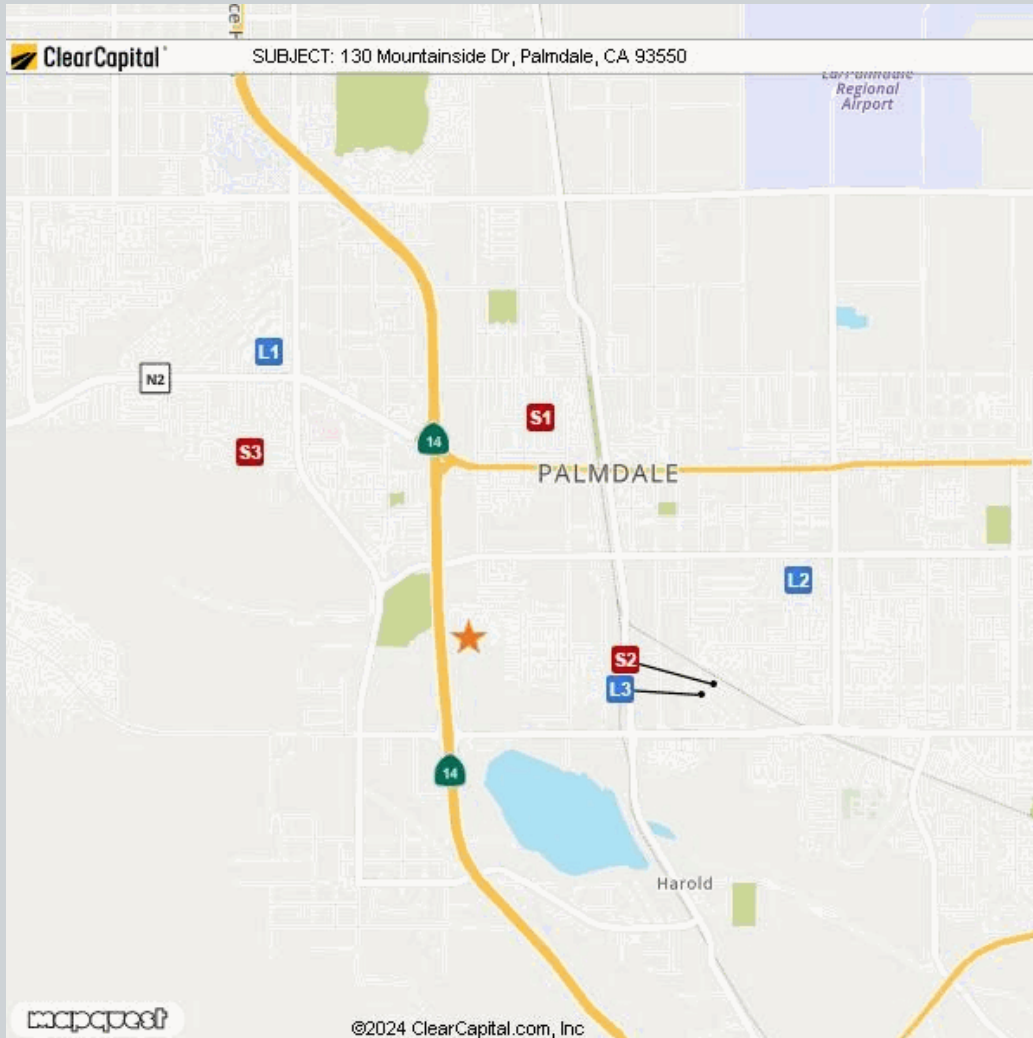 ClearCapital
SUBJECT: 130 Mountainside Dr, Palmdale, CA 93550
Regional
Airport
L1
N2
S1
14
S3
PALMDALE
L2
S2
L3
14
Harold
mapquest
©2024 ClearCapital.com, Inc